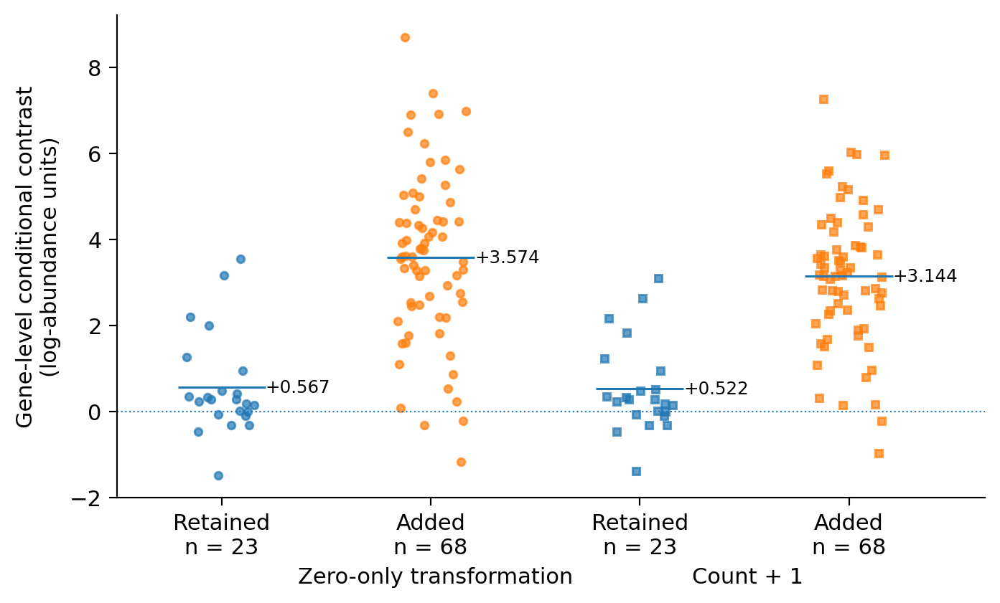 Gene-level conditional contrast
(log-abundance units)
8
6
4
2
0
−2
+3.574
+3.144
+0.567
+0.522
Retained
n = 23
Added
n = 68
Retained
n = 23
Added
n = 68
Zero-only transformation
Count + 1